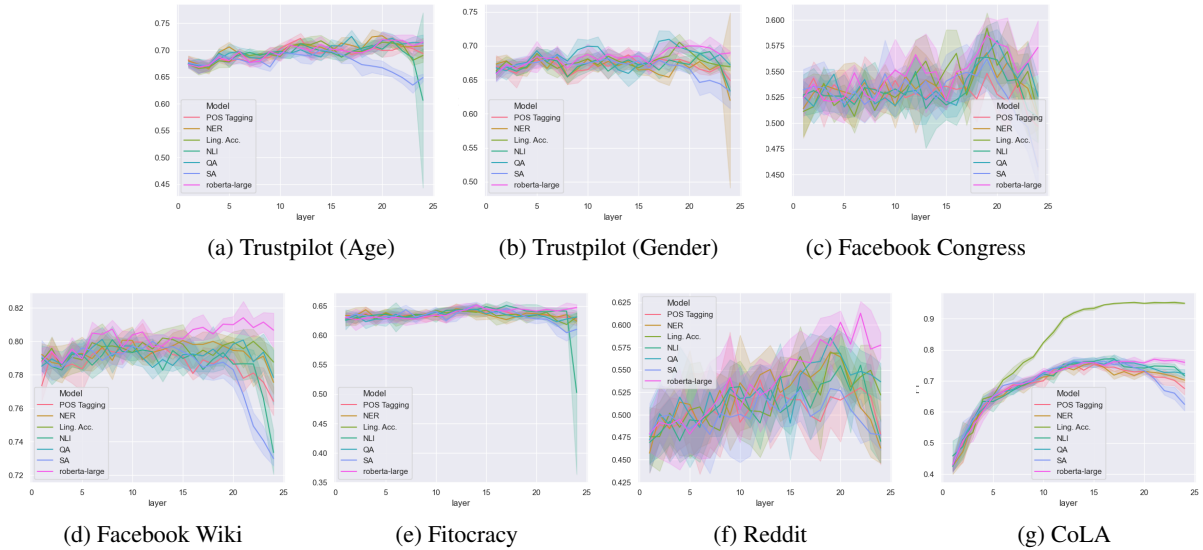 0.75
0.70
0.65
0.60
0.55
0.50
0.45
Model
POS Tagging
NER
Ling. Acc.
NLI
QA
SA
roberta-large
0 5 10 15 20 25
layer
(a) Trustpilot (Age)
0.75
0.70
0.65
0.60
0.55
0.50
Model
POS Tagging
NER
Ling. Acc.
NLI
QA
SA
roberta-large
0 5 10 15 20 25
layer
(b) Trustpilot (Gender)
0.600
0.575
0.550
0.525
0.500
0.475
0.450
Model
POS Tagging
NER
Ling. Acc.
NLI
QA
SA
roberta-large
0 5 10 15 20 25
layer
(c) Facebook Congress
0.82
0.80
0.78
0.76
0.74
0.72
Model
POS Tagging
NER
Ling. Acc.
NLI
QA
SA
roberta-large
0 5 10 15 20 25
layer
(d) Facebook Wiki
0.65
0.60
0.55
0.50
0.45
0.40
0.35
Model
POS Tagging
NER
Ling. Acc.
NLI
QA
SA
roberta-large
0 5 10 15 20 25
layer
(e) Fitocracy
0.625
0.600
0.575
0.550
0.525
0.500
0.475
0.450
0.425
Model
POS Tagging
NER
Ling. Acc.
NLI
QA
SA
roberta-large
0 5 10 15 20 25
layer
(f) Reddit
0.9
0.8
0.7
0.6
0.5
0.4
Model
POS Tagging
NER
Ling. Acc.
NLI
QA
SA
roberta-large
0 5 10 15 20 25
layer
(g) CoLA